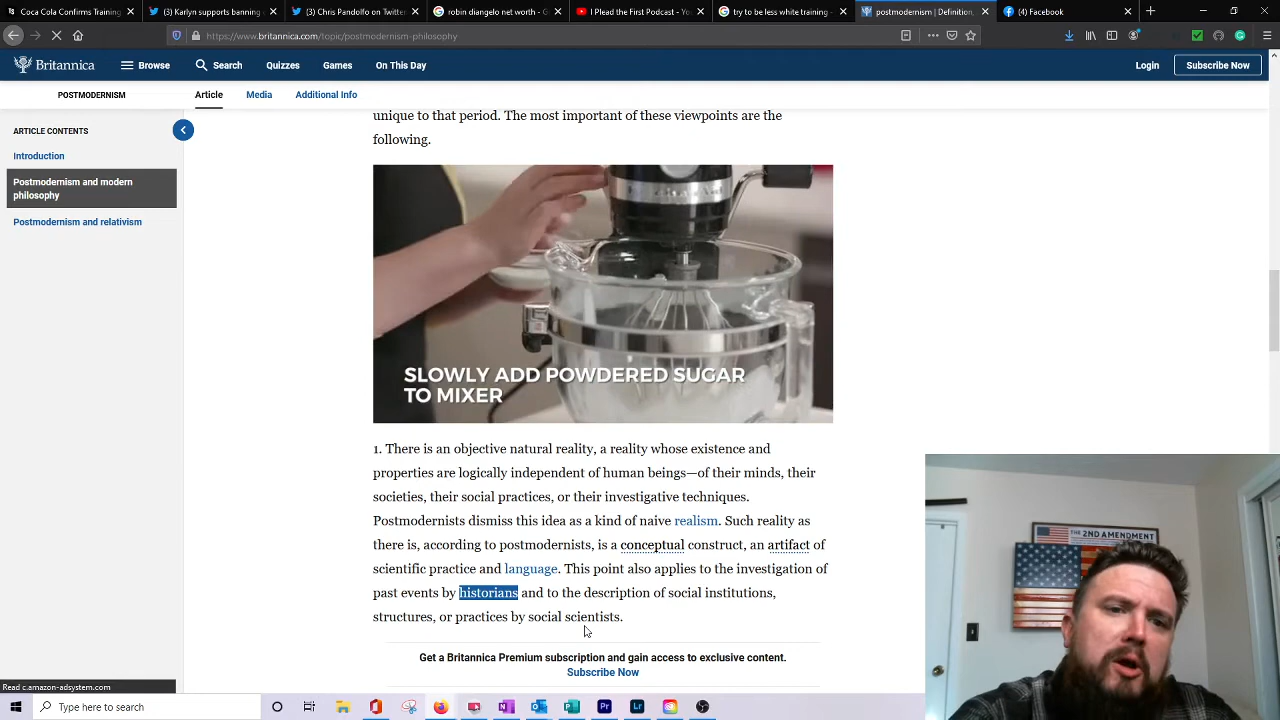 Coca Cola Confirms Training
(3) Karlyn supports banning
(3) Chris Pandolfo on Twitter
robin diangelo net worth - G
I Plead the First Podcast - Yo
try to be less white training -
postmodernism | Definition,
(4) Facebook
https://www.britannica.com/topic/postmodernism-philosophy
Britannica
Browse
Search
Quizzes
Games
On This Day
Login
Subscribe Now
POSTMODERNISM
Article
Media
Additional Info
ARTICLE CONTENTS
Introduction
Postmodernism and modern
philosophy
Postmodernism and relativism
unique to that period. The most important of these viewpoints are the
following.
SLOWLY ADD POWDERED SUGAR
TO MIXER
1. There is an objective natural reality, a reality whose existence and
properties are logically independent of human beings—of their minds, their
societies, their social practices, or their investigative techniques.
Postmodernists dismiss this idea as a kind of naive realism. Such reality as
there is, according to postmodernists, is a conceptual construct, an artifact of
scientific practice and language. This point also applies to the investigation of
past events by historians and to the description of social institutions,
structures, or practices by social scientists.
Get a Britannica Premium subscription and gain access to exclusive content.
Subscribe Now
2ND AMENDMENT
Read c.amazon-adsystem.com
Type here to search